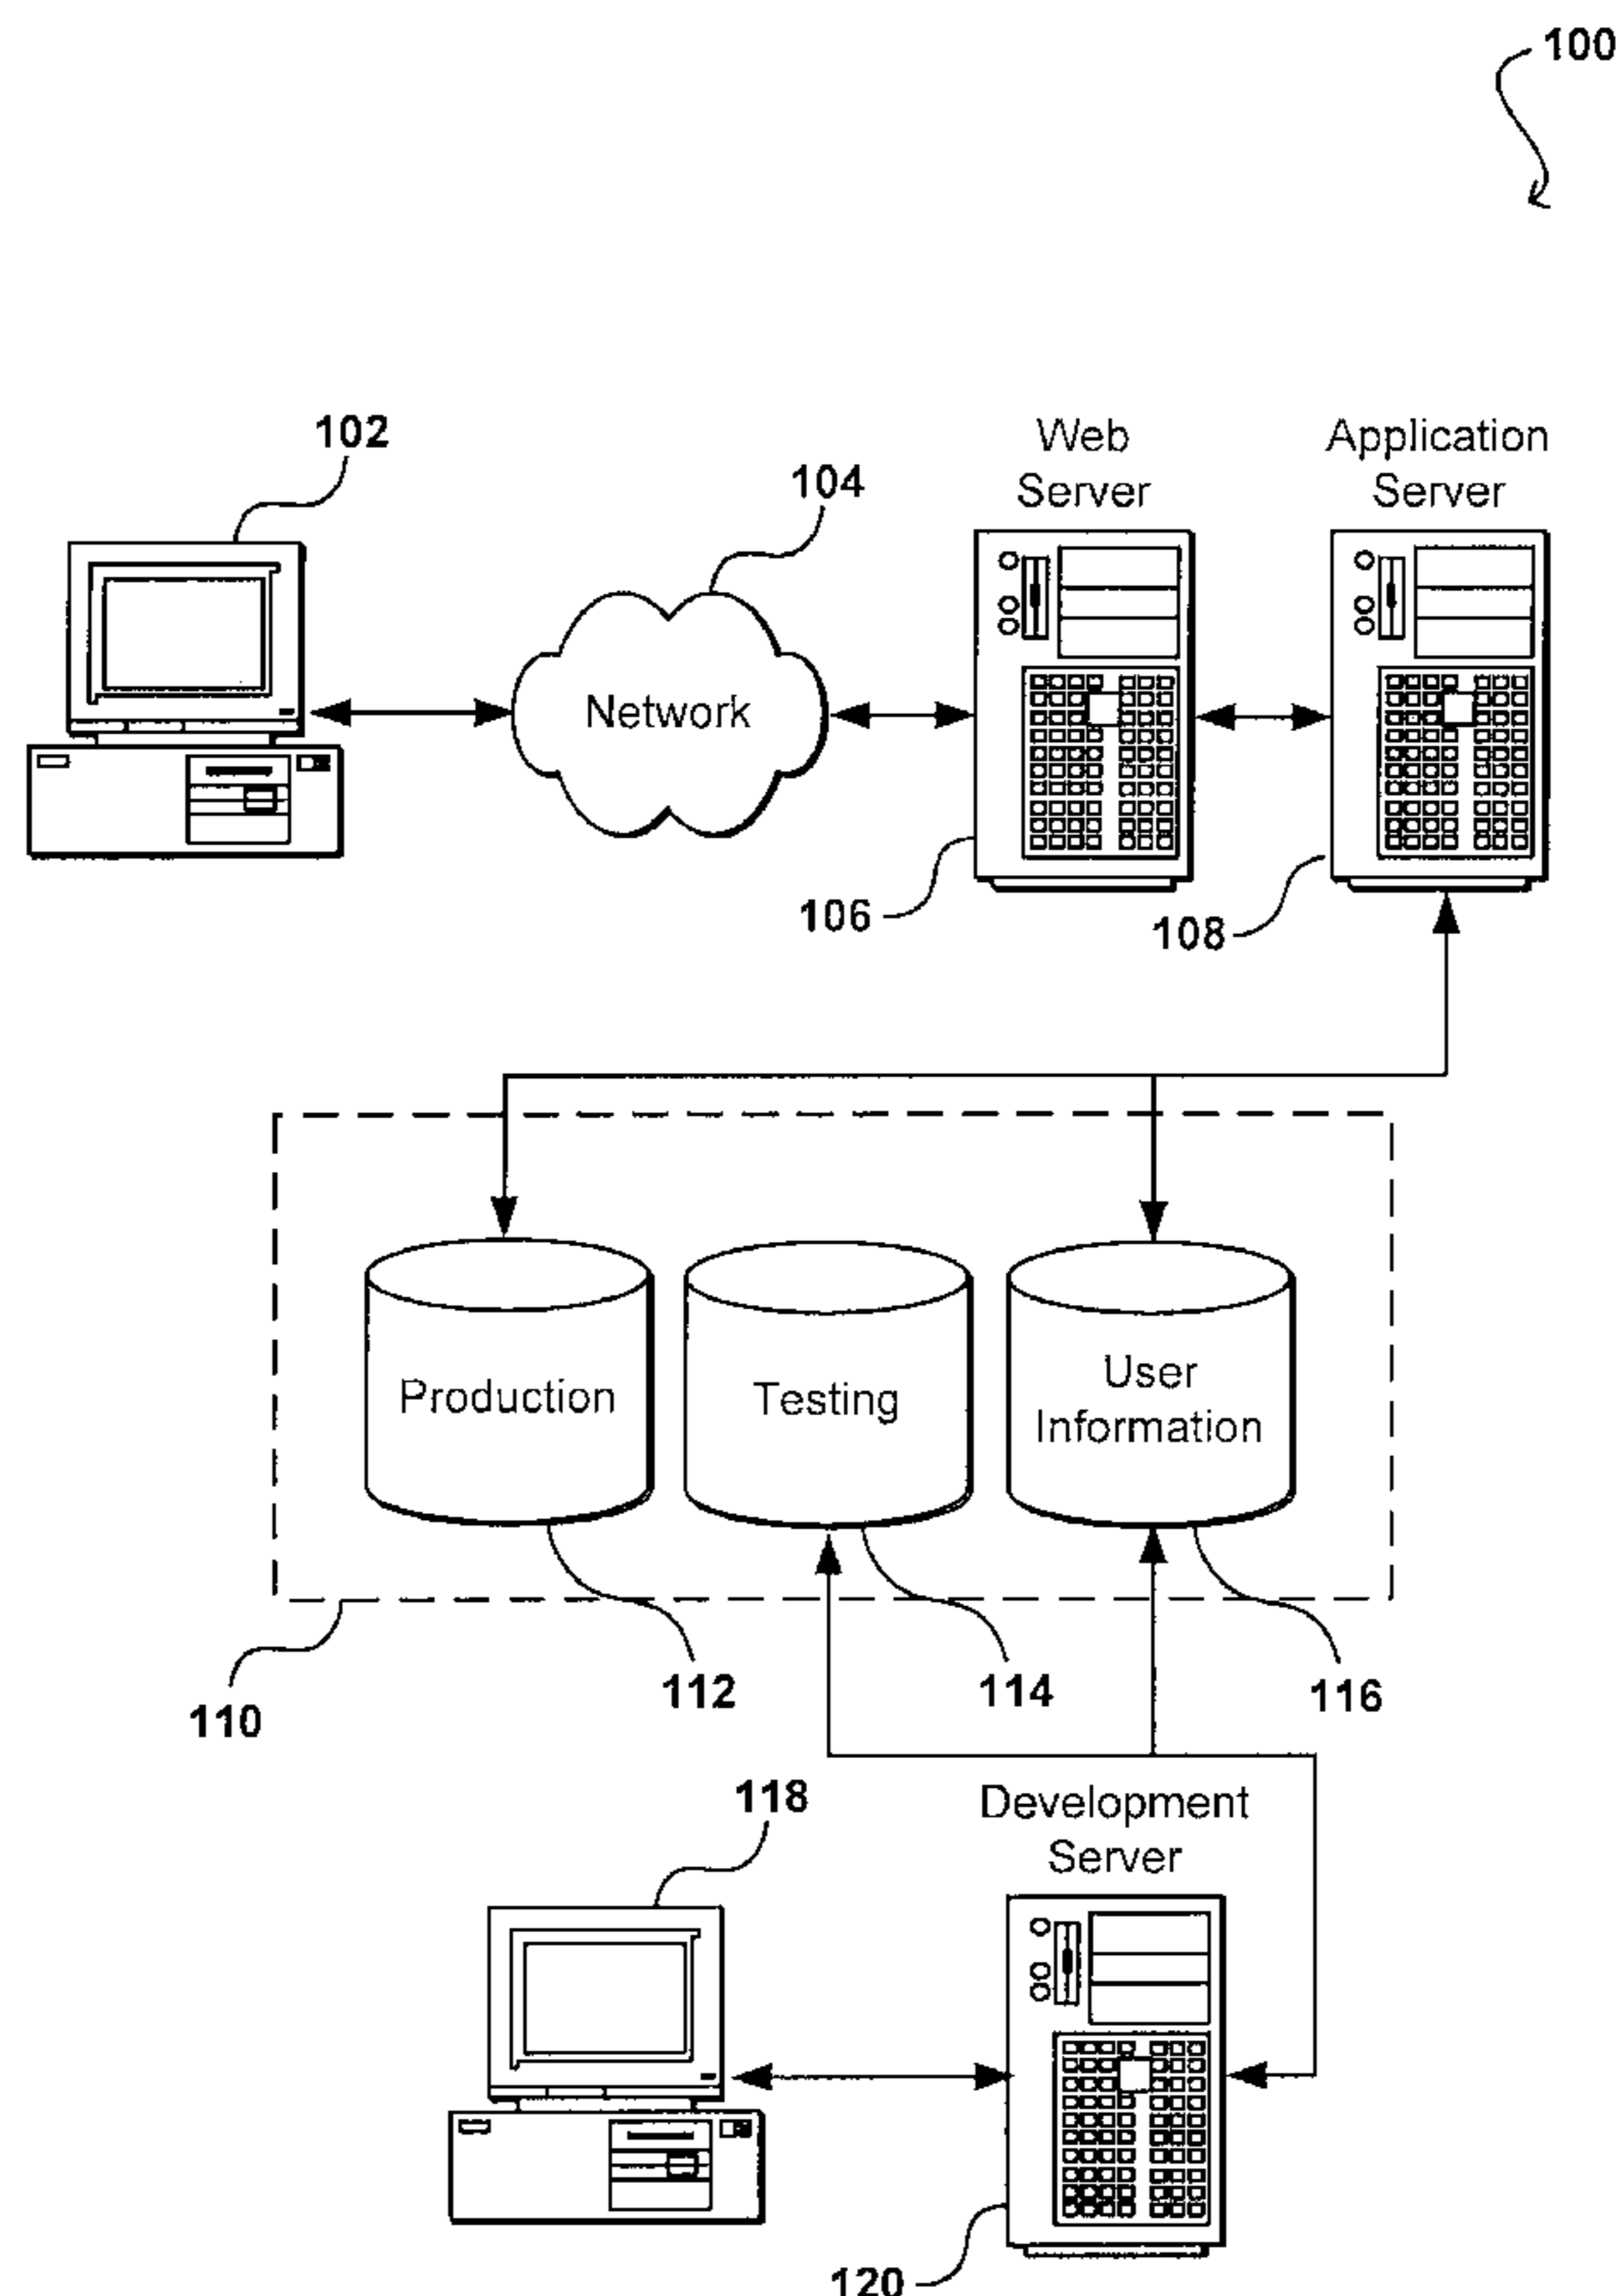 100
102
104
Web
Server
Application
Server
Network
106
108
Production
Testing
User
Information
110
112
114
116
118
Development
Server
120